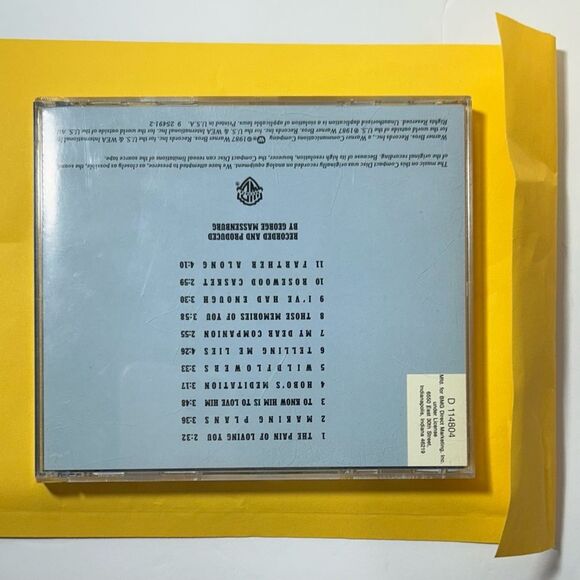 1 THE PAIN OF LOVING YOU 2:32
2 MAKING PLANS 3:36
3 TO KNOW HIM IS TO LOVE HIM 3:48
4 HOBO'S MEDITATION 3:17
5 WILDFLOWERS 3:33
6 TELLING ME LIES 4:26
7 MY DEAR COMPANION 2:55
8 THOSE MEMORIES OF YOU 3:58
9 I'VE HAD ENOUGH 3:30
10 ROSEWOOD CASKET 2:59
11 FARTHER ALONG 4:10
RECORDED AND PRODUCED
BY GEORGE MASSENBURG
The music on this Compact Disc was originally recorded on analog equipment. We have attempted to preserve, as closely as possible, the sound
of the original recording. Because of its high resolution, however, the Compact Disc can reveal limitations of the source tape.
Warner Bros. Records Inc., a Warner Communications Company ℗©1987 Warner Bros. Records Inc. for the U.S. & WEA International
for the world outside of the U.S. ©1987 Warner Bros. Records Inc. for the U.S. & WEA International Inc. for the world outside of the U.S. All
Rights Reserved. Unauthorized duplication is a violation of applicable laws. Printed in U.S.A. 9 25491-2
D 114804
Mfd. for BMG Direct Marketing, Inc.
under License
6550 East 30th Street,
Indianapolis, Indiana 46219